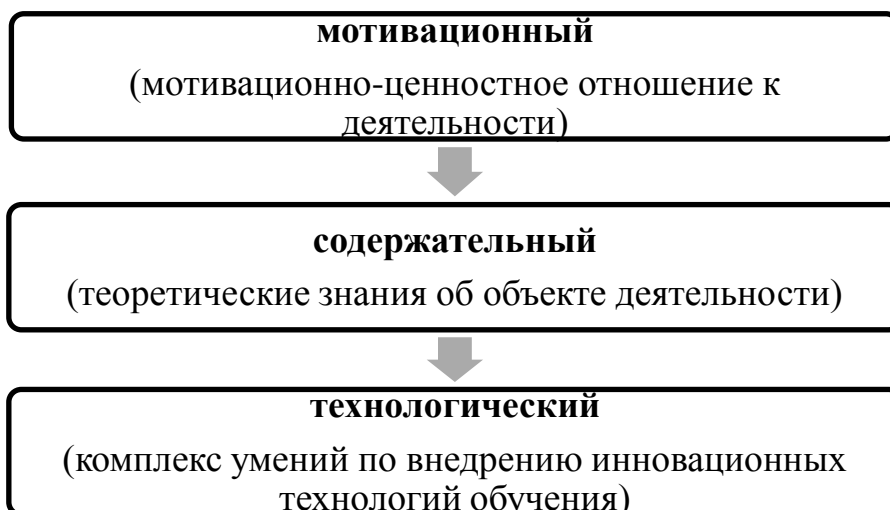 мотивационный
(мотивационно-ценностное отношение к
деятельности)
содержательный
(теоретические знания об объекте деятельности)
технологический
(комплекс умений по внедрению инновационных
технологий обучения)